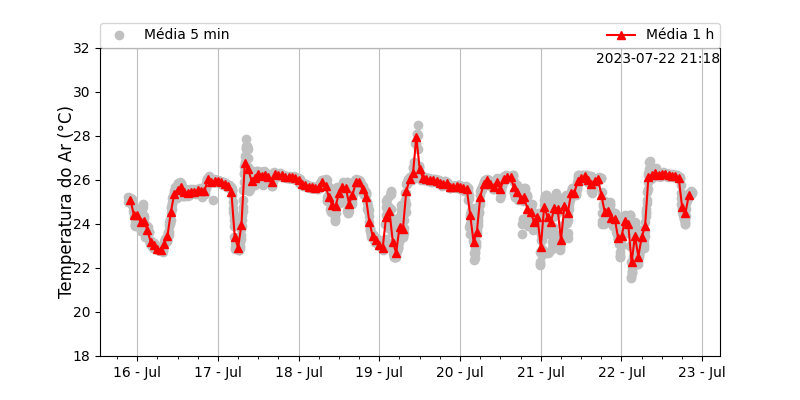 Média 5 min
Média 1 h
2023-07-22 21:18
Temperatura do Ar (°C)
32
30
28
26
24
22
20
18
16 - Jul
17 - Jul
18 - Jul
19 - Jul
20 - Jul
21 - Jul
22 - Jul
23 - Jul